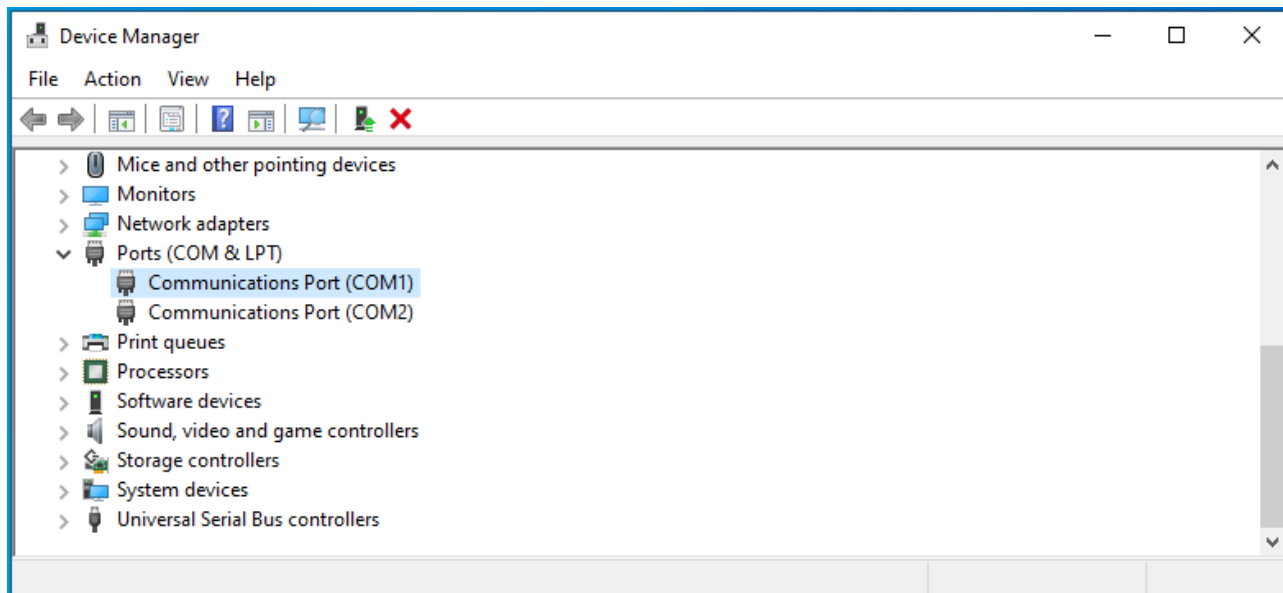 Device Manager
File Action View Help
Mice and other pointing devices
Monitors
Network adapters
Ports (COM & LPT)
Communications Port (COM1)
Communications Port (COM2)
Print queues
Processors
Software devices
Sound, video and game controllers
Storage controllers
System devices
Universal Serial Bus controllers